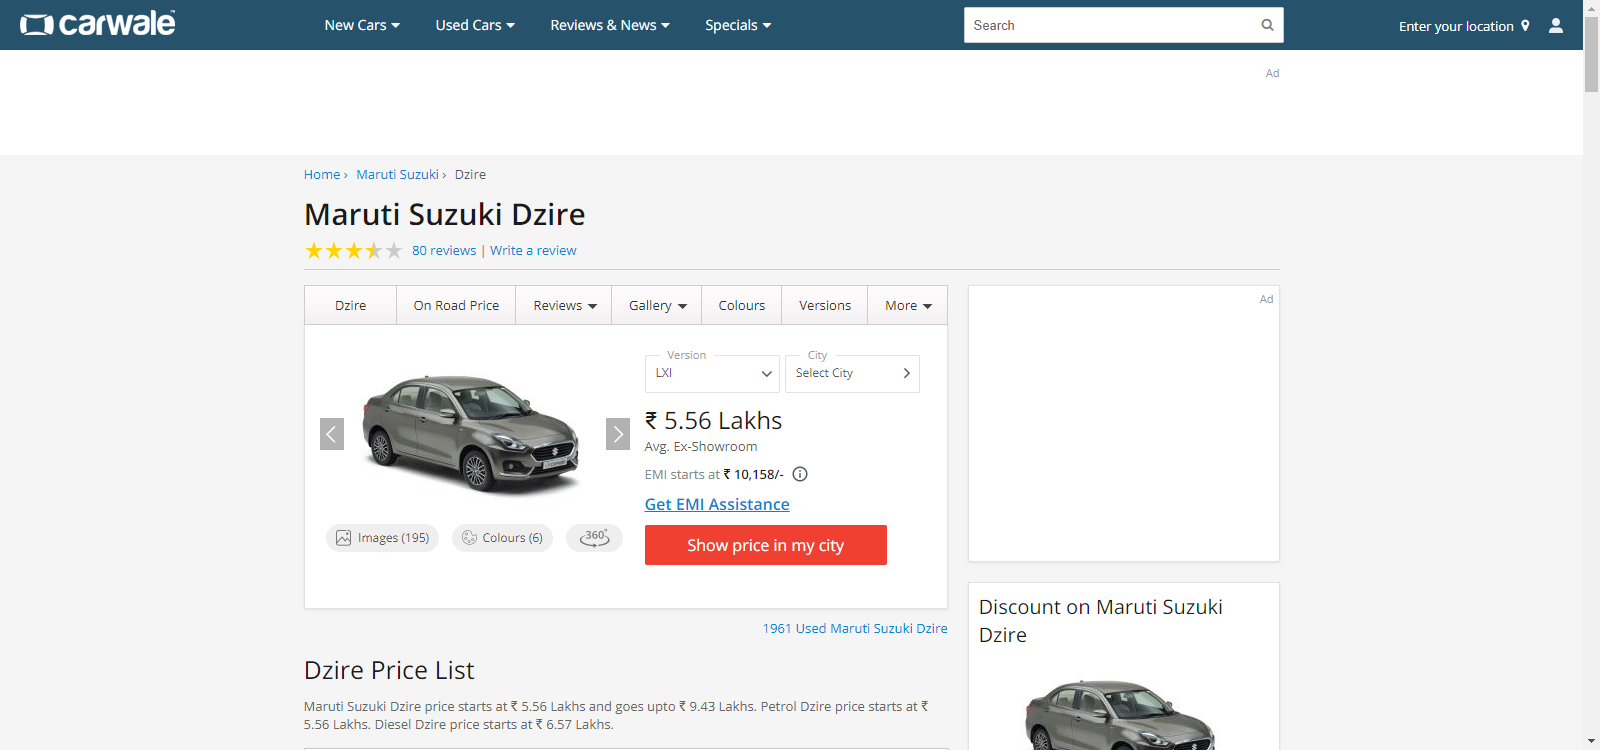 carwale™
New Cars
Used Cars
Reviews & News
Specials
Search
Enter your location
Ad
Home › Maruti Suzuki › Dzire
Maruti Suzuki Dzire
80 reviews | Write a review
Dzire
On Road Price
Reviews
Gallery
Colours
Versions
More
Version
LXI
City
Select City
₹ 5.56 Lakhs
Avg. Ex-Showroom
EMI starts at ₹ 10,158/-
Get EMI Assistance
Show price in my city
Images (195)
Colours (6)
360°
1961 Used Maruti Suzuki Dzire
Dzire Price List
Maruti Suzuki Dzire price starts at ₹ 5.56 Lakhs and goes upto ₹ 9.43 Lakhs. Petrol Dzire price starts at ₹
5.56 Lakhs. Diesel Dzire price starts at ₹ 6.57 Lakhs.
Ad
Discount on Maruti Suzuki
Dzire